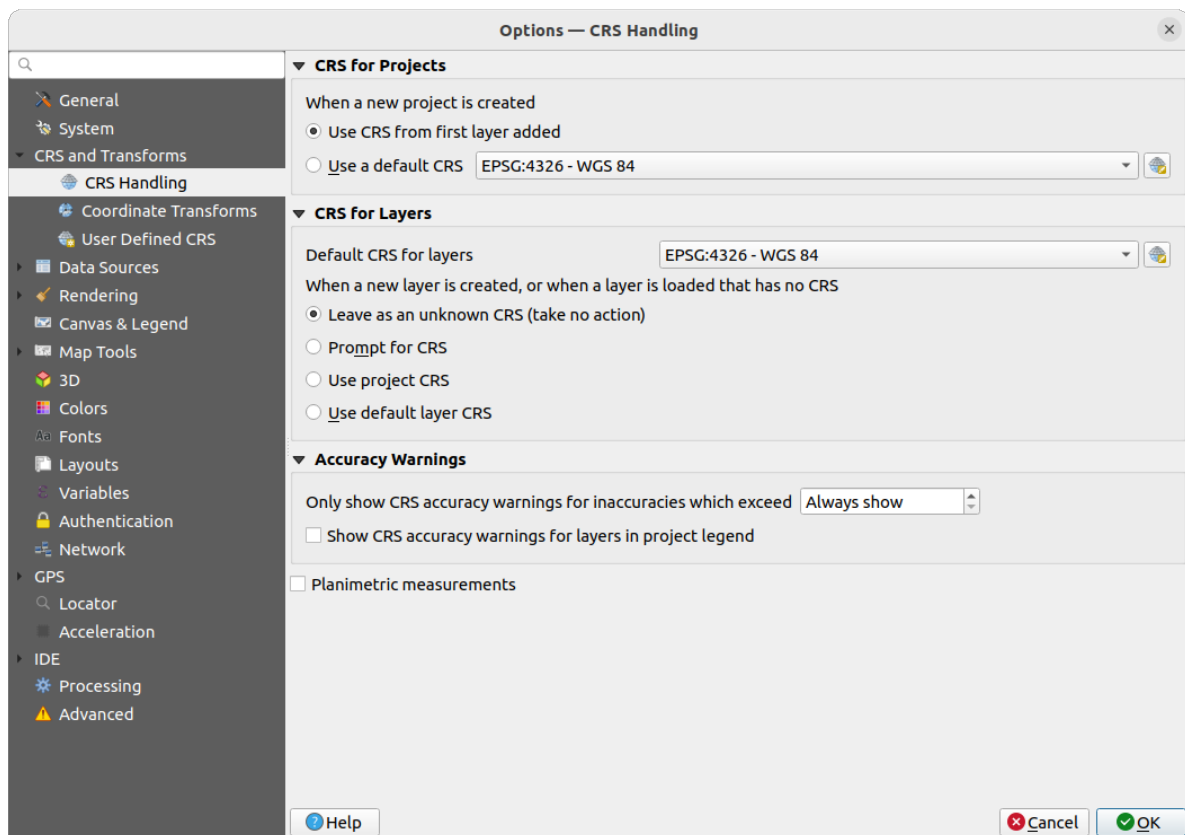 Options — CRS Handling
General
System
CRS and Transforms
CRS Handling
Coordinate Transforms
User Defined CRS
Data Sources
Rendering
Canvas & Legend
Map Tools
3D
Colors
Aa Fonts
Layouts
Variables
Authentication
Network
GPS
Locator
Acceleration
IDE
Processing
Advanced
CRS for Projects
When a new project is created
Use CRS from first layer added
Use a default CRS EPSG:4326 - WGS 84
CRS for Layers
Default CRS for layers EPSG:4326 - WGS 84
When a new layer is created, or when a layer is loaded that has no CRS
Leave as an unknown CRS (take no action)
Prompt for CRS
Use project CRS
Use default layer CRS
Accuracy Warnings
Only show CRS accuracy warnings for inaccuracies which exceed Always show
Show CRS accuracy warnings for layers in project legend
Planimetric measurements
Help Cancel OK